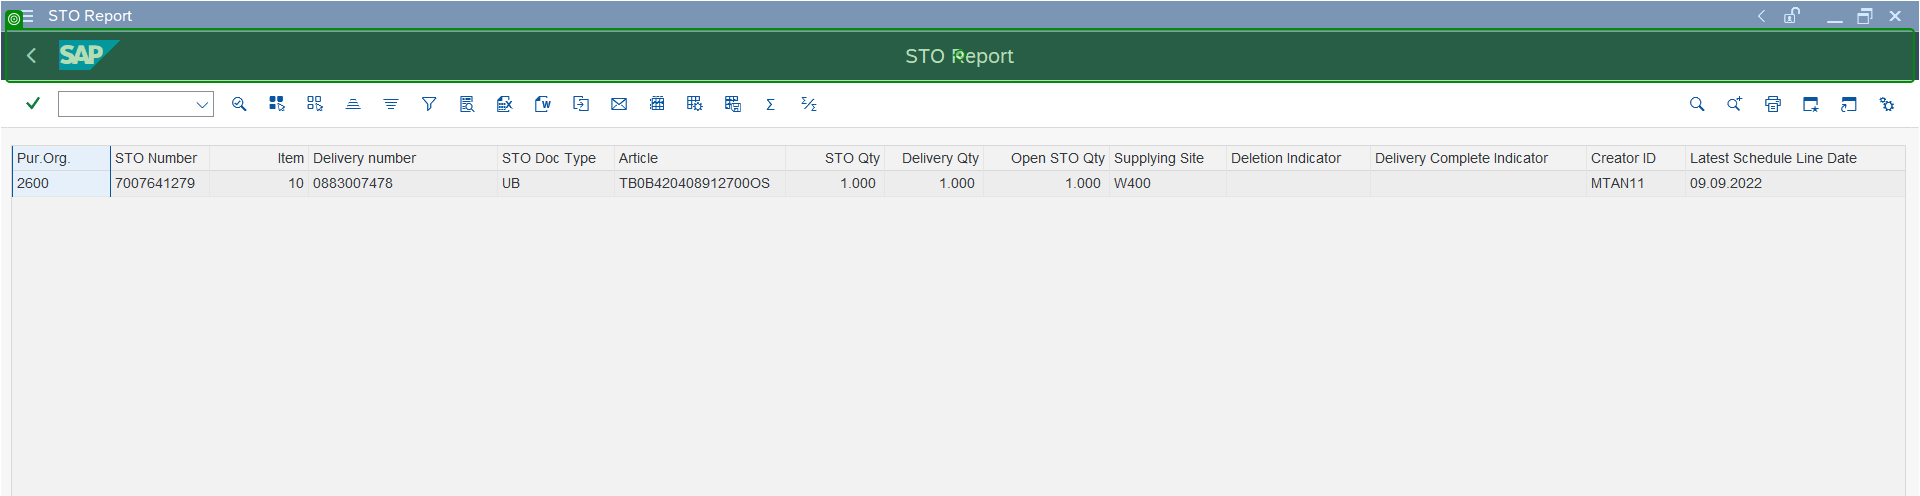 STO Report
SAP STO Report
Pur.Org. STO Number Item Delivery number STO Doc Type Article STO Qty Delivery Qty Open STO Qty Supplying Site Deletion Indicator Delivery Complete Indicator Creator ID Latest Schedule Line Date
2600 7007641279 10 0883007478 UB TB0B420408912700OS 1.000 1.000 1.000 W400 MTAN11 09.09.2022